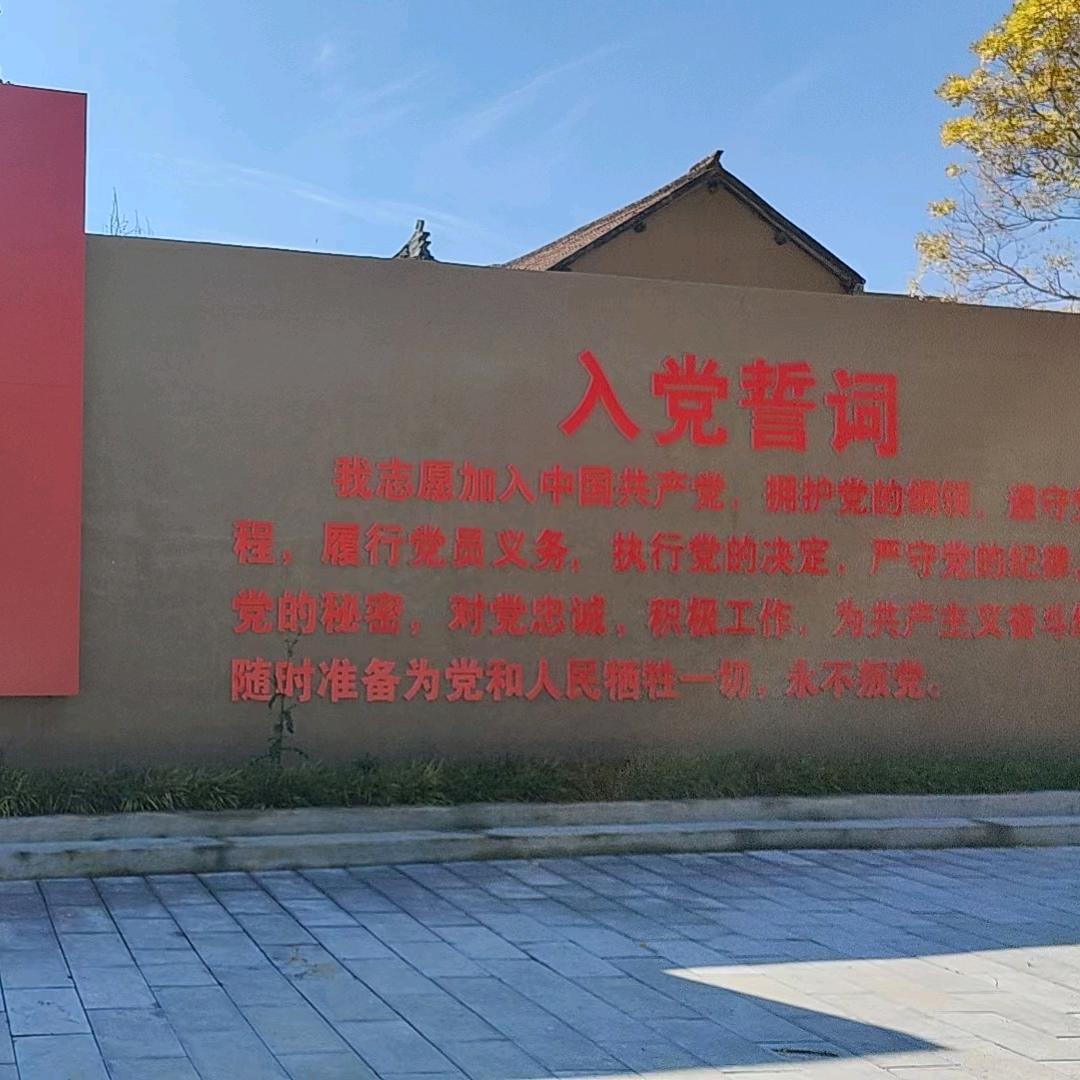 入党誓词
我志愿加入中国共产党，拥护党的纲领，遵守党
程，履行党员义务，执行党的决定，严守党的纪律
党的秘密，对党忠诚，积极工作，为共产主义奋斗
随时准备为党和人民牺牲一切，永不叛党。